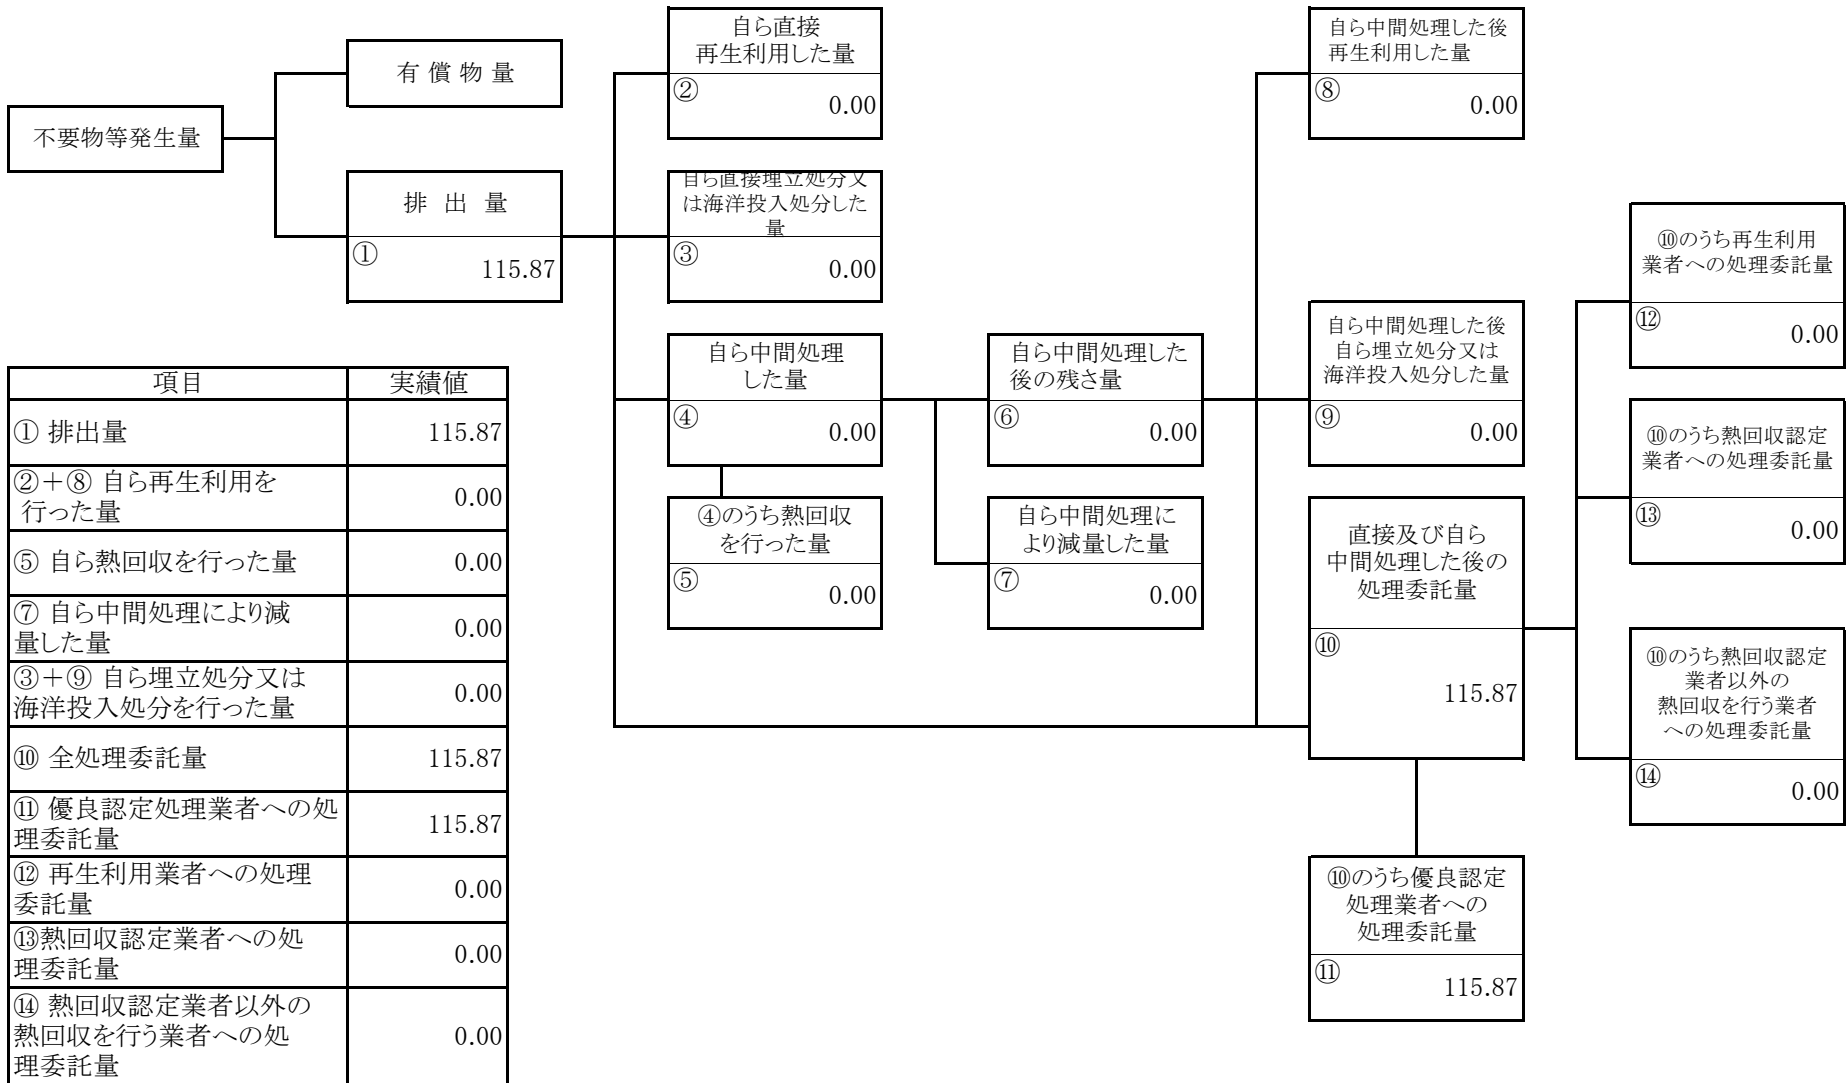 不要物等発生量
有 償 物 量
排 出 量
①
115.87
自ら直接
再生利用した量
②
0.00
自ら直接埋立処分又
は海洋投入処分した
量
③
0.00
自ら中間処理
した量
④
0.00
④のうち熱回収
を行った量
⑤
0.00
自ら中間処理した
後の残さ量
⑥
0.00
自ら中間処理に
より減量した量
⑦
0.00
自ら中間処理した後
再生利用した量
⑧
0.00
自ら中間処理した後
自ら埋立処分又は
海洋投入処分した量
⑨
0.00
直接及び自ら
中間処理した後の
処理委託量
⑩
115.87
⑩のうち優良認定
処理業者への
処理委託量
⑪
115.87
⑩のうち再生利用
業者への処理委託量
⑫
0.00
⑩のうち熱回収認定
業者への処理委託量
⑬
0.00
⑩のうち熱回収認定
業者以外の
熱回収を行う業者
への処理委託量
⑭
0.00
項目 実績値
① 排出量 115.87
②＋⑧ 自ら再生利用を
行った量 0.00
⑤ 自ら熱回収を行った量 0.00
⑦ 自ら中間処理により減
量した量 0.00
③＋⑨ 自ら埋立処分又は
海洋投入処分を行った量 0.00
⑩ 全処理委託量 115.87
⑪ 優良認定処理業者への処
理委託量 115.87
⑫ 再生利用業者への処理
委託量 0.00
⑬熱回収認定業者への処
理委託量 0.00
⑭ 熱回収認定業者以外の
熱回収を行う業者への処
理委託量 0.00